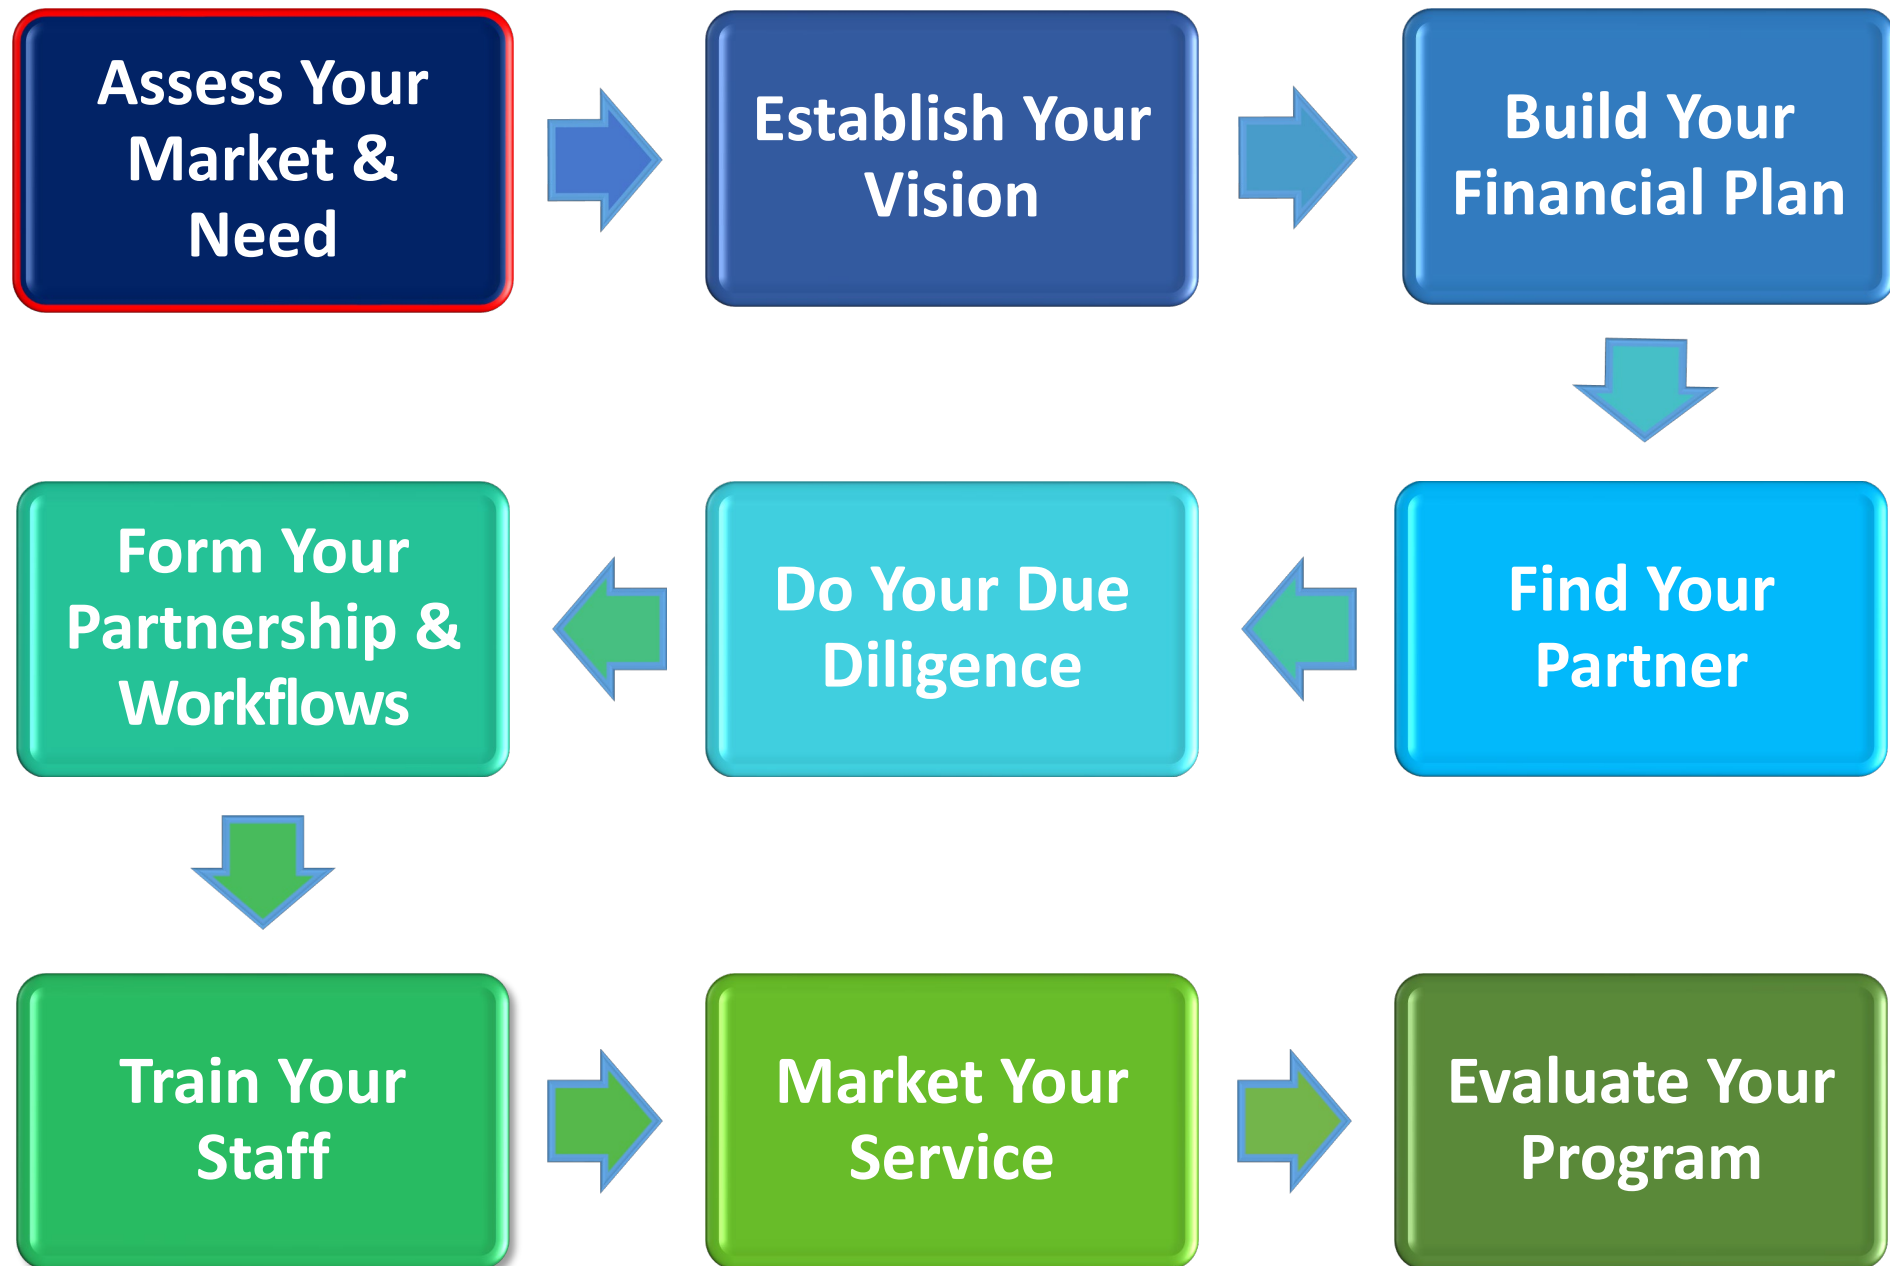 Assess Your
Market &
Need
Establish Your
Vision
Build Your
Financial Plan
Find Your
Partner
Do Your Due
Diligence
Form Your
Partnership &
Workflows
Train Your
Staff
Market Your
Service
Evaluate Your
Program